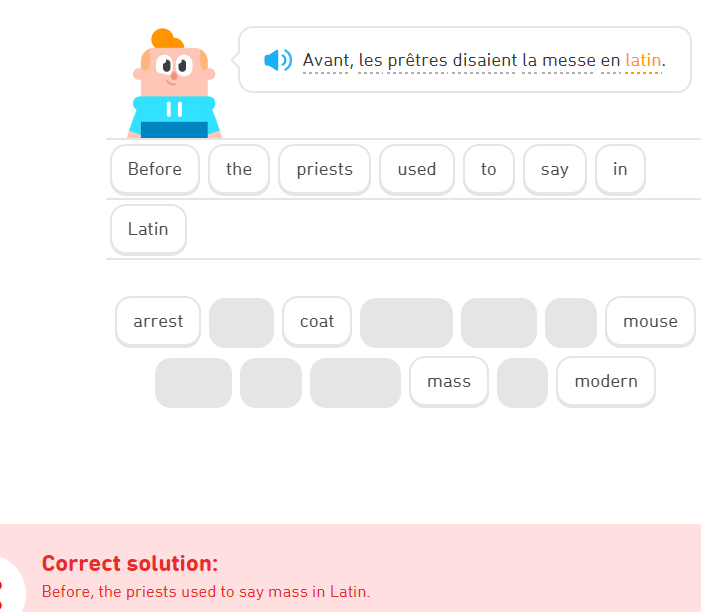 Avant, les prêtres disaient la messe en latin.
Before the priests used to say in
Latin
arrest coat mouse
mass modern
Correct solution:
Before, the priests used to say mass in Latin.